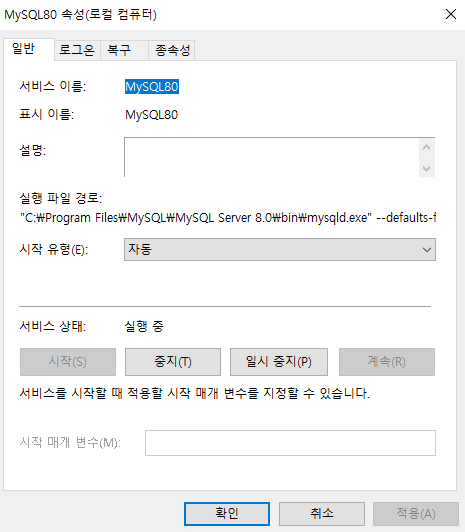 MySQL80 속성(로컬 컴퓨터)
일반 로그온 복구 종속성
서비스 이름: MySQL80
표시 이름: MySQL80
설명:
실행 파일 경로:
"C:₩Program Files₩MySQL₩MySQL Server 8.0₩bin₩mysqld.exe" --defaults-f
시작 유형(E): 자동
서비스 상태: 실행 중
시작(S) 중지(T) 일시 중지(P) 계속(R)
서비스를 시작할 때 적용할 시작 매개 변수를 지정할 수 있습니다.
시작 매개 변수(M):
확인 취소 적용(A)